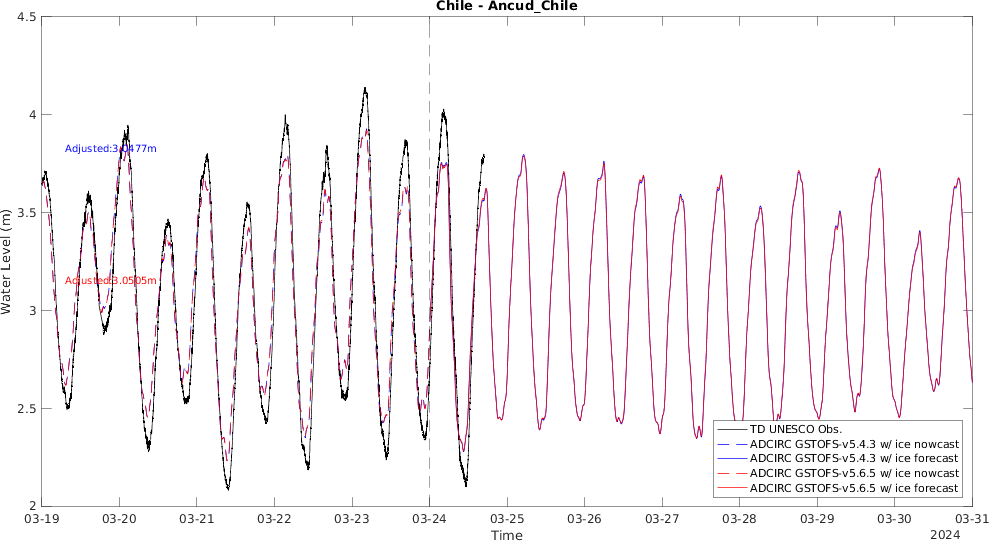 Chile - Ancud_Chile
4.5
4
3.5
3
2.5
2
Water Level (m)
Adjusted:3.0477m
Adjusted:3.0505m
TD UNESCO Obs.
ADCIRC GSTOFS-v5.4.3 w/ ice nowcast
ADCIRC GSTOFS-v5.4.3 w/ ice forecast
ADCIRC GSTOFS-v5.6.5 w/ ice nowcast
ADCIRC GSTOFS-v5.6.5 w/ ice forecast
03-19 03-20 03-21 03-22 03-23 03-24 03-25 03-26 03-27 03-28 03-29 03-30 03-31
Time
2024